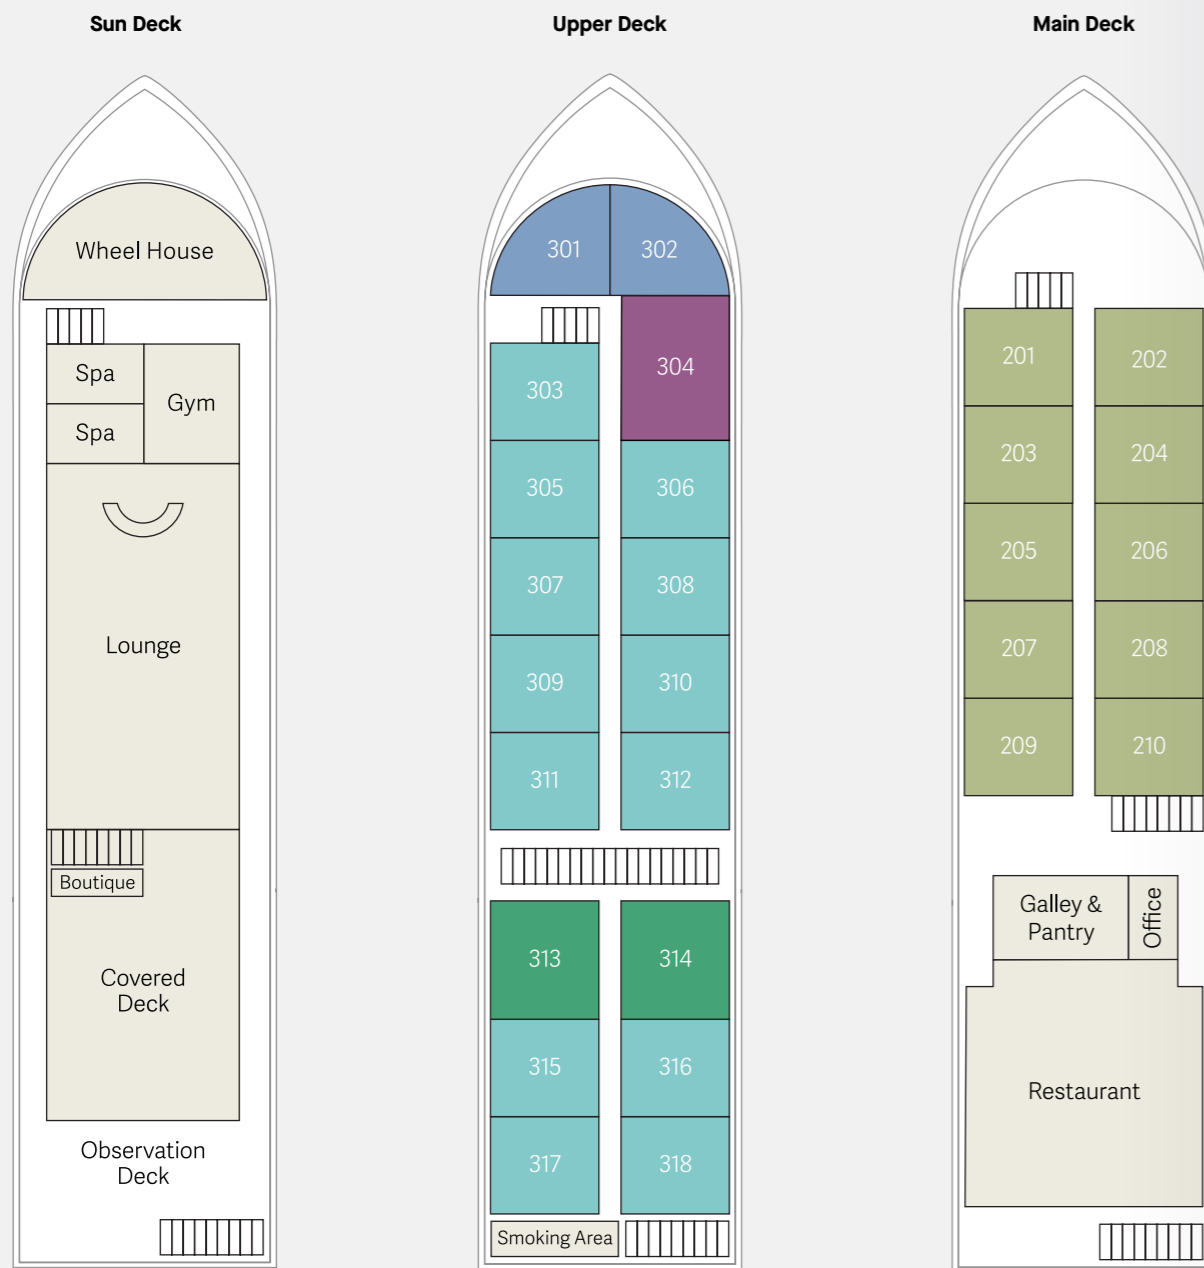 Sun Deck
Wheel House
Spa
Spa
Gym
Lounge
Boutique
Covered
Deck
Observation
Deck
Upper Deck
301
302
303
304
305
306
307
308
309
310
311
312
313
314
315
316
317
318
Smoking Area
Main Deck
201
202
203
204
205
206
207
208
209
210
Galley &
Pantry
Office
Restaurant